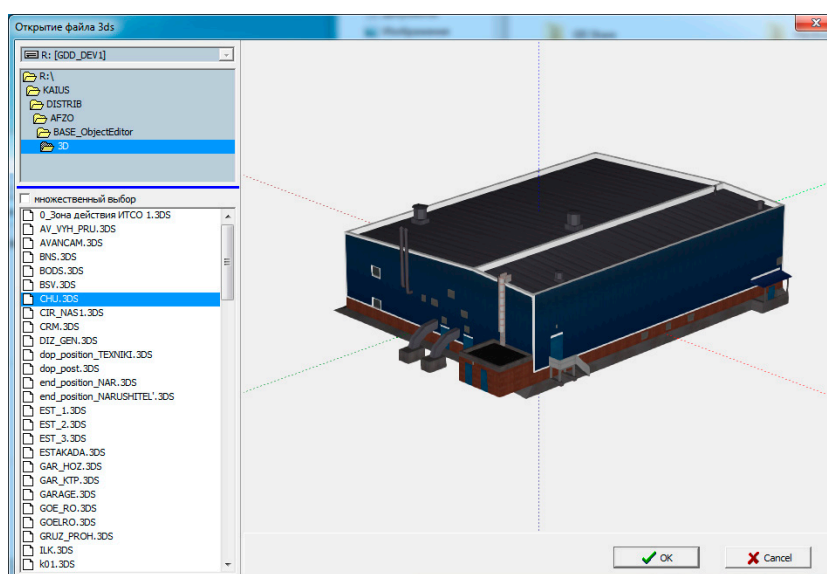 Открытие файла 3ds
Изображения
R: [GDD_DEV1]
R:\
KAIUS
DISTRIB
AFZO
BASE_ObjectEditor
3D
множественный выбор
0_Зона действия ИТСО 1.3DS
AV_VYH_PRU.3DS
AVANCAM.3DS
BNS.3DS
BODS.3DS
BSV.3DS
CHU.3DS
CIR_NAS1.3DS
CRM.3DS
DIZ_GEN.3DS
dop_position_TEXNIKI.3DS
dop_post.3DS
end_position_NAR.3DS
end_position_NARUSHITEL'.3DS
EST_1.3DS
EST_2.3DS
EST_3.3DS
ESTAKADA.3DS
GAR_HOZ.3DS
GAR_KTP.3DS
GARAGE.3DS
GOE_RO.3DS
GOELRO.3DS
GRUZ_PROH.3DS
ILK.3DS
k01.3DS
OK
Cancel